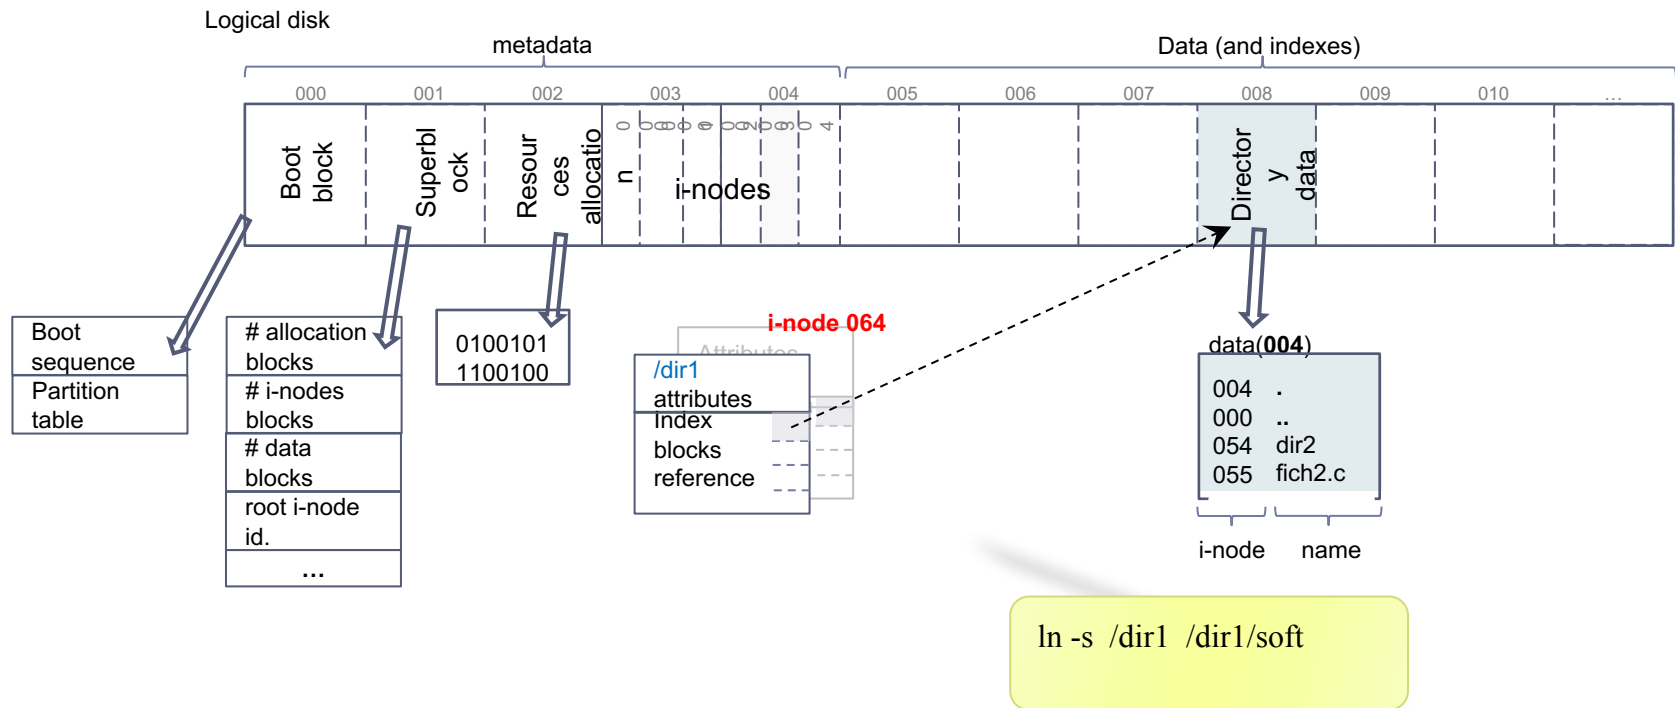 Logical disk
metadata
Data (and indexes)
000
001
002
003
004
005
006
007
008
009
010
...
Boot
block
Superbl
ock
Resour
ces
allocatio
n
i-nodes
Director
y
data
Boot
sequence
Partition
table
# allocation
blocks
# i-nodes
blocks
# data
blocks
root i-node
id.
...
0100101
1100100
i-node 064
Attributes
/dir1
attributes
Index
blocks
reference
data(004)
004 .
000 ..
054 dir2
055 fich2.c
i-node name
ln -s /dir1 /dir1/soft